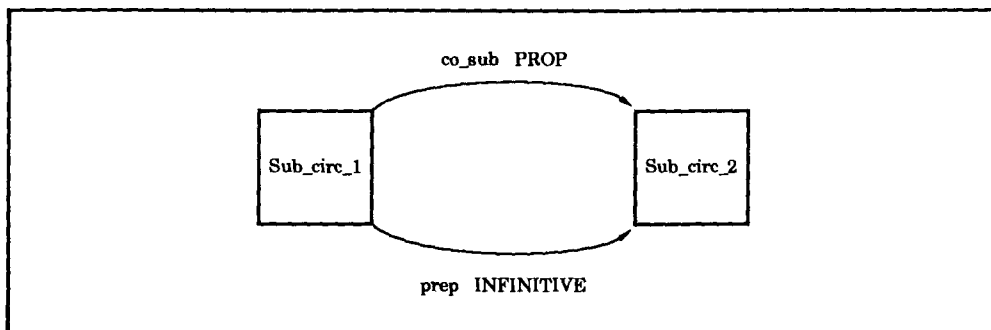 co_sub PROP
Sub_circ_1
Sub_circ_2
prep INFINITIVE